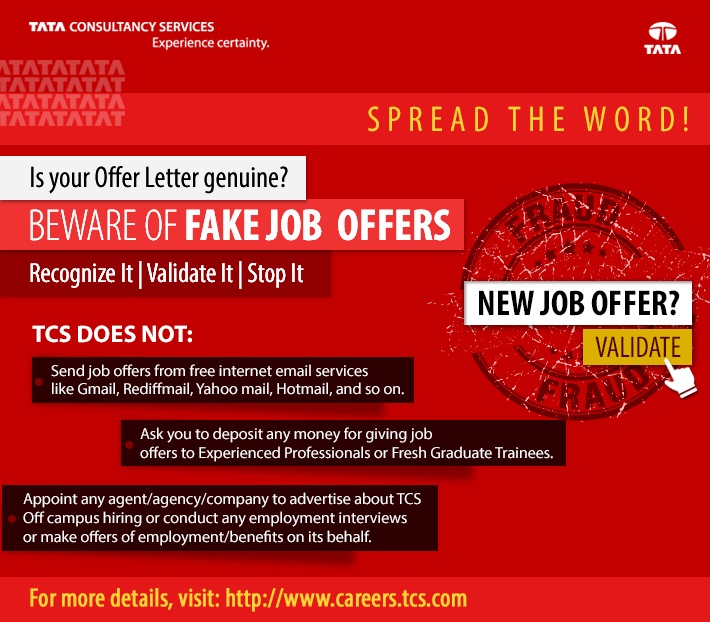 TATA CONSULTANCY SERVICES
Experience certainty.
TATA
TATATATATAT
TATATATATAT
TATATATATAT
TATATATATAT
SPREAD THE WORD!
Is your Offer Letter genuine?
BEWARE OF FAKE JOB OFFERS
Recognize It | Validate It | Stop It
FRAUD
NEW JOB OFFER?
VALIDATE
FRAUD
TCS DOES NOT:
Send job offers from free internet email services
like Gmail, Rediffmail, Yahoo mail, Hotmail, and so on.
Ask you to deposit any money for giving job
offers to Experienced Professionals or Fresh Graduate Trainees.
Appoint any agent/agency/company to advertise about TCS
Off campus hiring or conduct any employment interviews
or make offers of employment/benefits on its behalf.
For more details, visit: http://www.careers.tcs.com